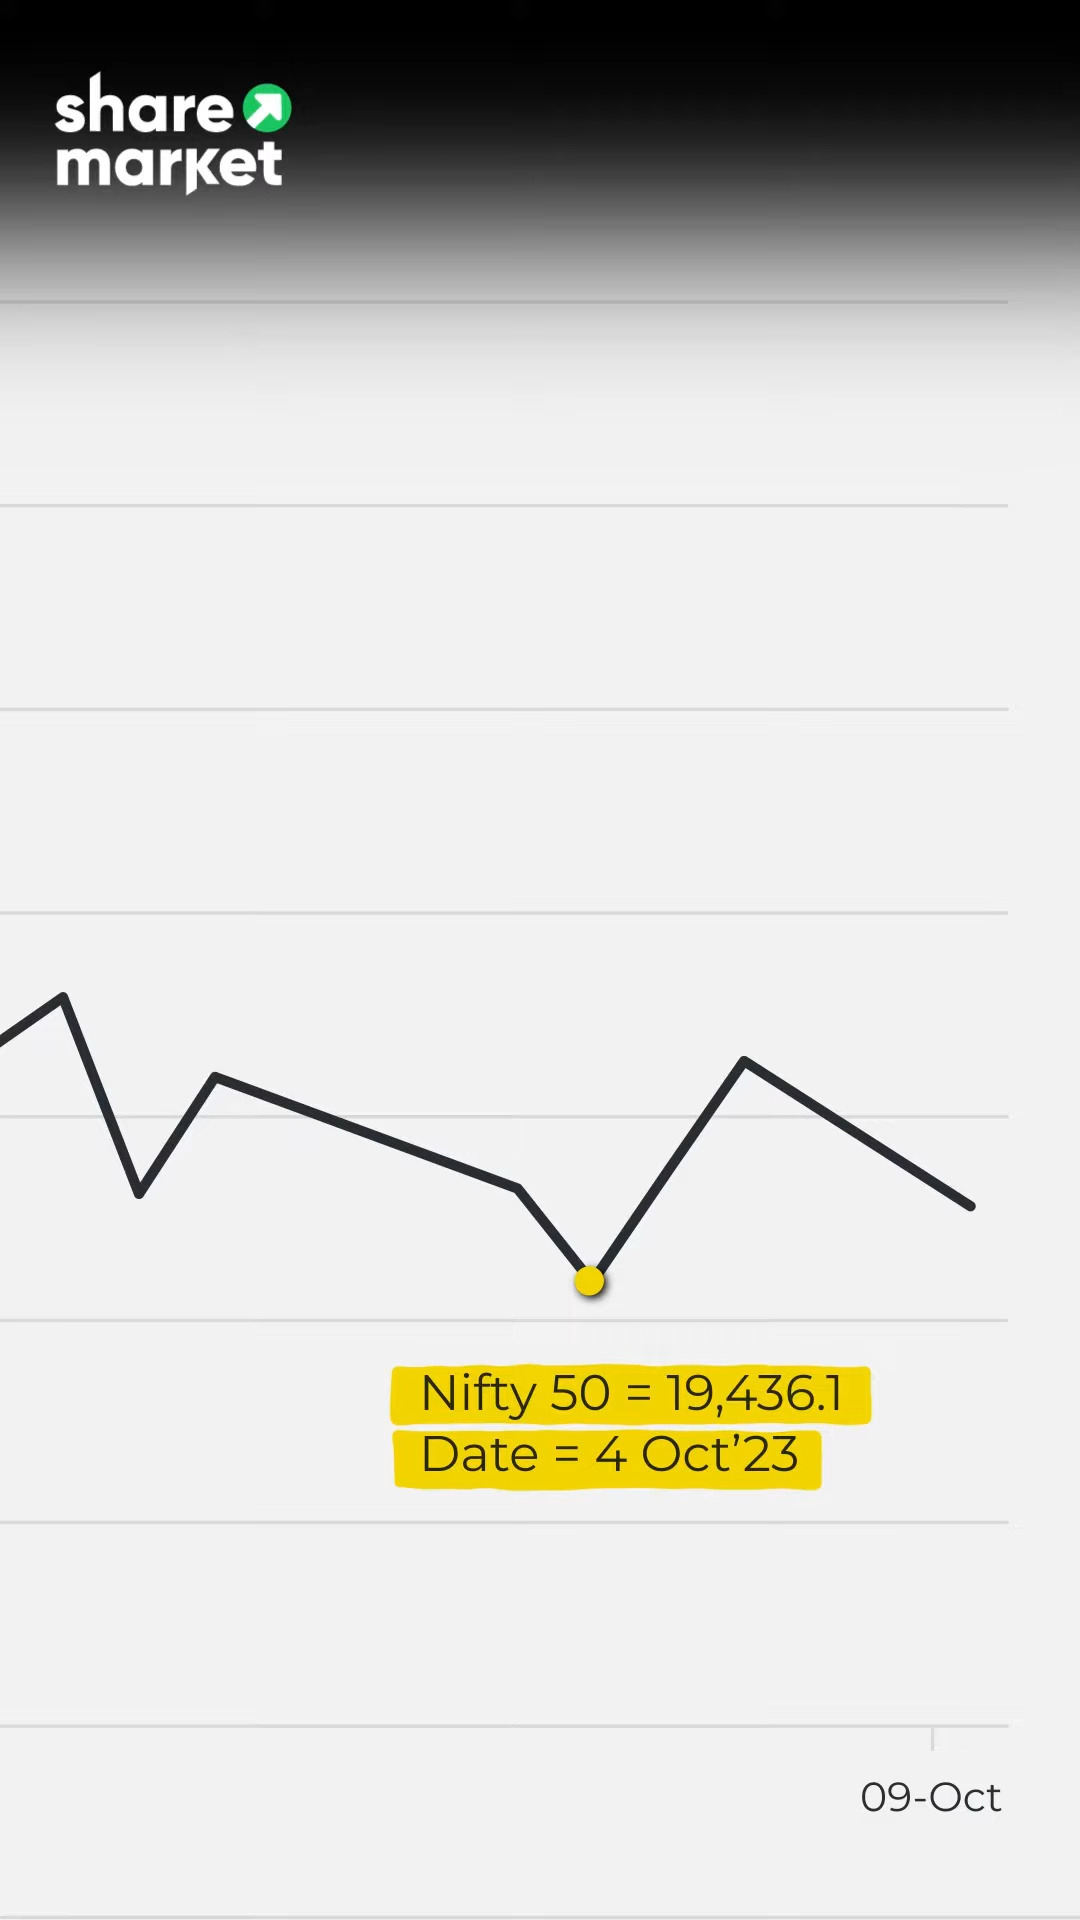 share
market
Nifty 50 = 19,436.1
Date = 4 Oct’23
09-Oct